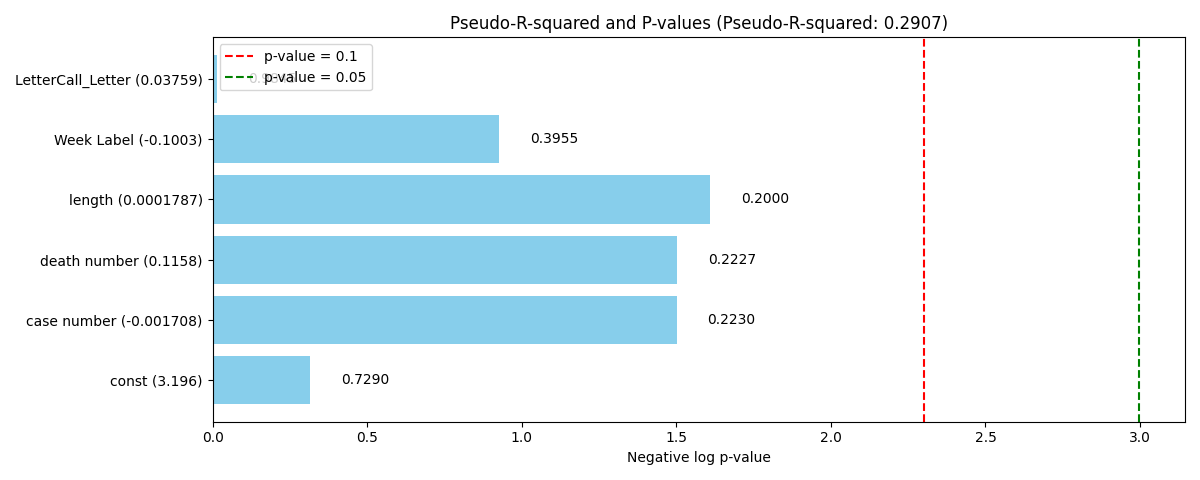 Pseudo-R-squared and P-values (Pseudo-R-squared: 0.2907)
p-value = 0.1
p-value = 0.05
LetterCall_Letter (0.03759)
Week Label (-0.1003) 0.3955
length (0.0001787) 0.2000
death number (0.1158) 0.2227
case number (-0.001708) 0.2230
const (3.196) 0.7290
0.0 0.5 1.0 1.5 2.0 2.5 3.0
Negative log p-value